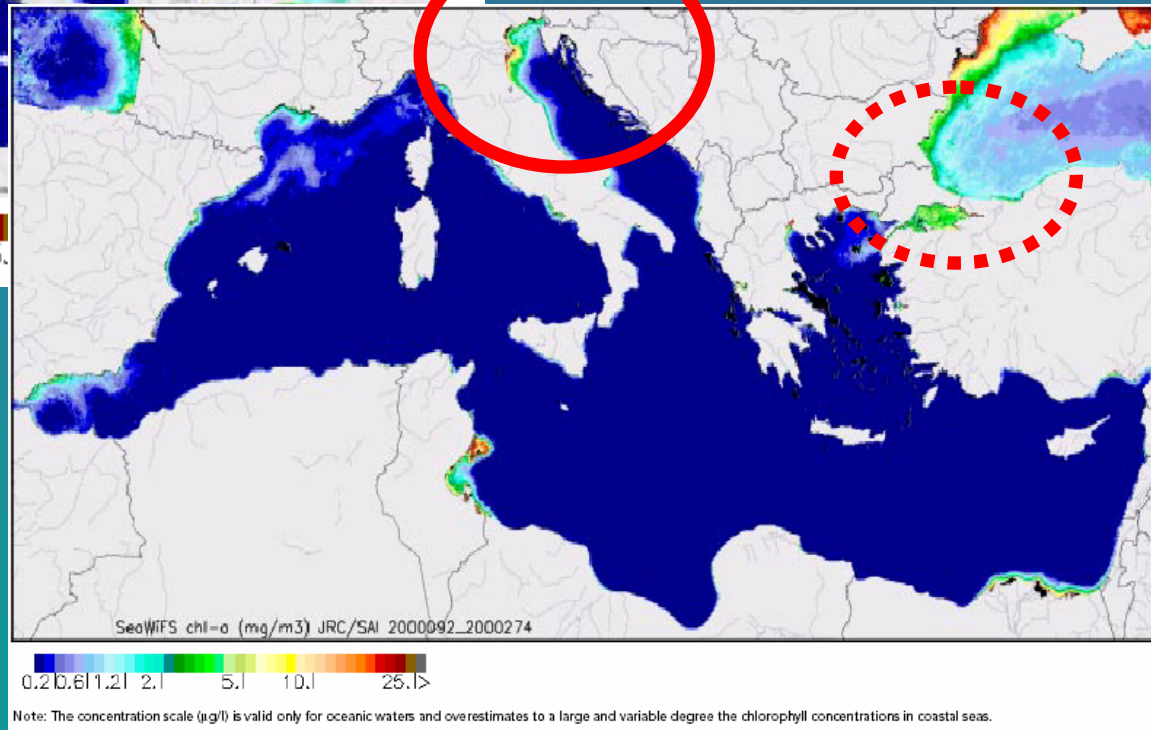 SeaWiFS chl-a (mg/m3) JRC/SAI 2000092_2000274
0.2|0.6|1.2| 2.| 5.| 10.| 25.|>
Note: The concentration scale (µg/l) is valid only for oceanic waters and overestimates to a large and variable degree the chlorophyll concentrations in coastal seas.